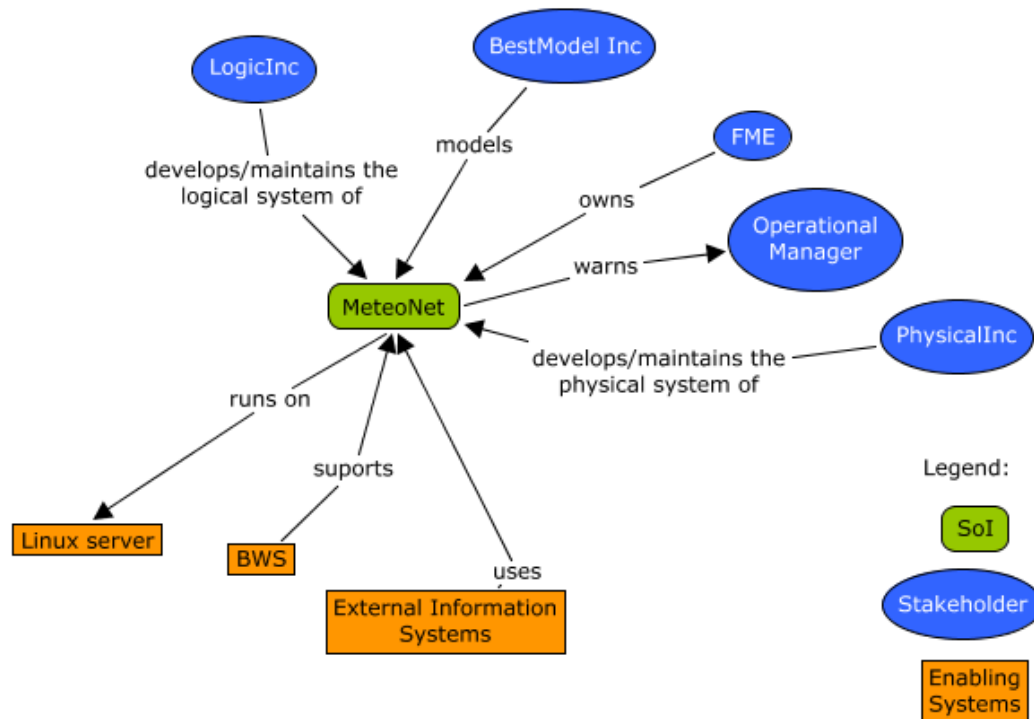 BestModel Inc
LogicInc
FME
models
develops/maintains the
logical system of
owns
Operational
Manager
warns
MeteoNet
PhysicalInc
develops/maintains the
physical system of
runs on
suports
Legend:
SoI
Linux server
BWS
uses
External Information
Systems
Stakeholder
Enabling
Systems